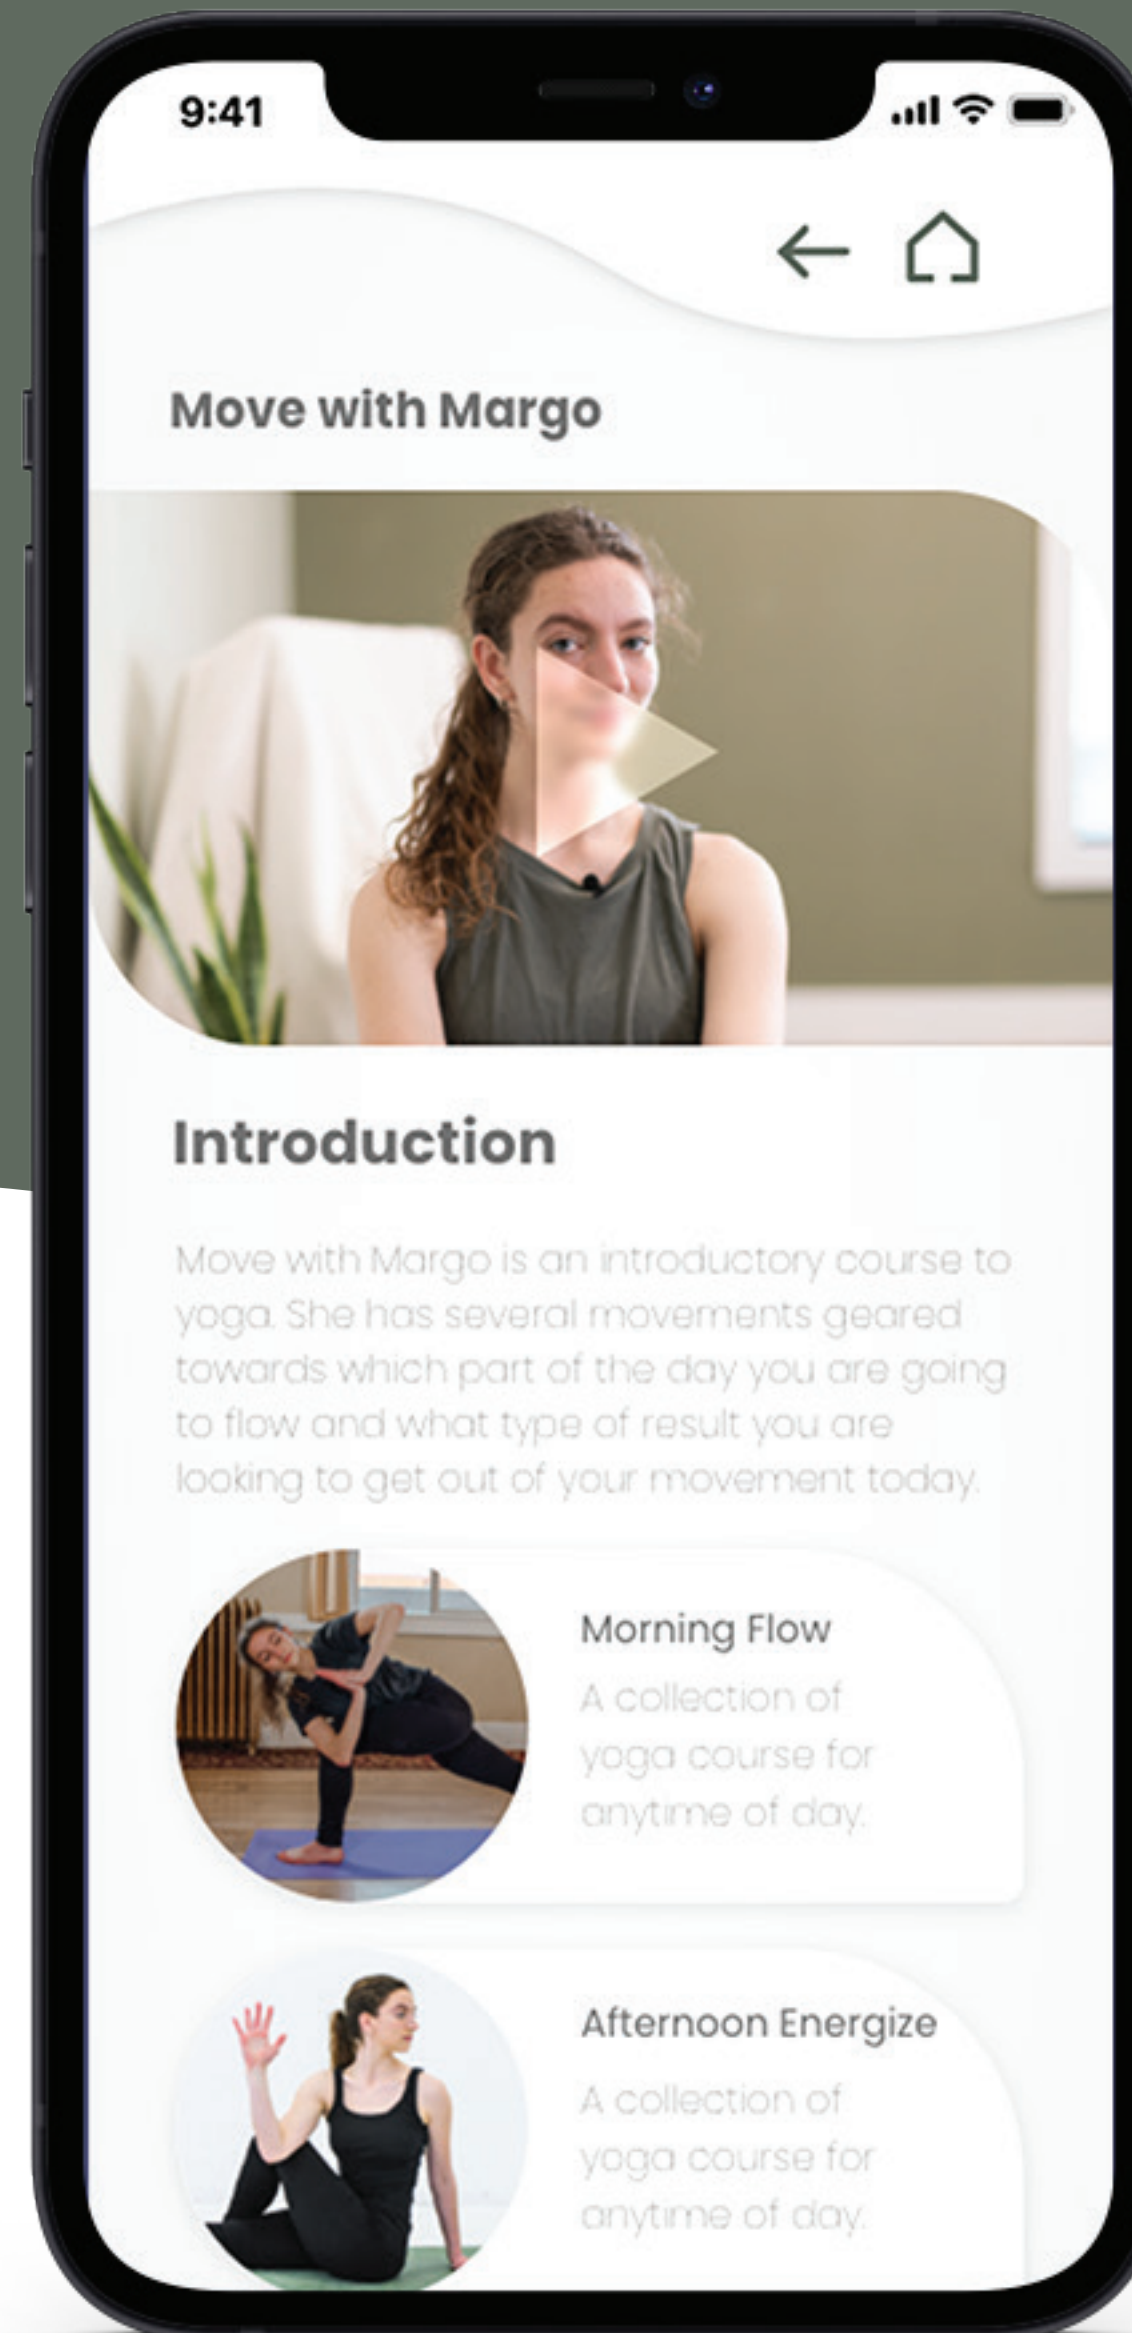 9:41
Move with Margo
Introduction
Move with Margo is an introductory course to
yoga. She has several movements geared
towards which part of the day you are going
to flow and what type of result you are
looking to get out of your movement today.
Morning Flow
A collection of
yoga course for
anytime of day.
Afternoon Energize
A collection of
yoga course for
anytime of day.